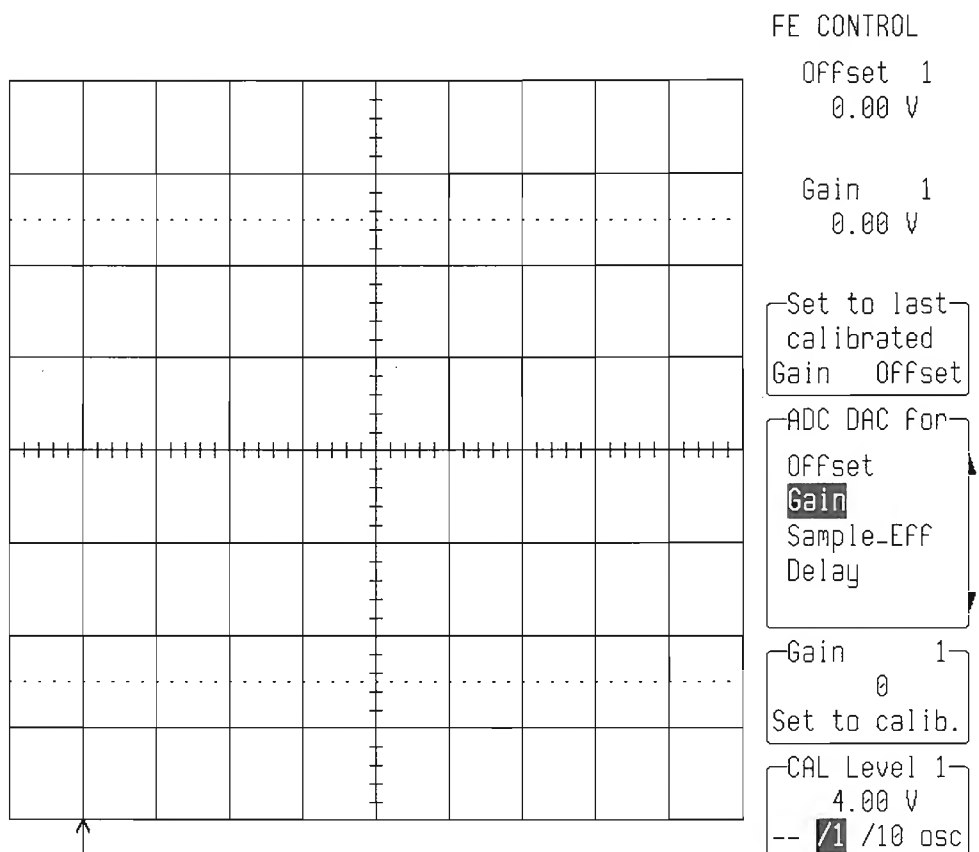 FE CONTROL
Offset 1
0.00 V
Gain 1
0.00 V
Set to last
calibrated
Gain Offset
ADC DAC for
Offset
Gain
Sample_Eff
Delay
Gain 1
0
Set to calib.
CAL Level 1
4.00 V
-- /1 /10 osc